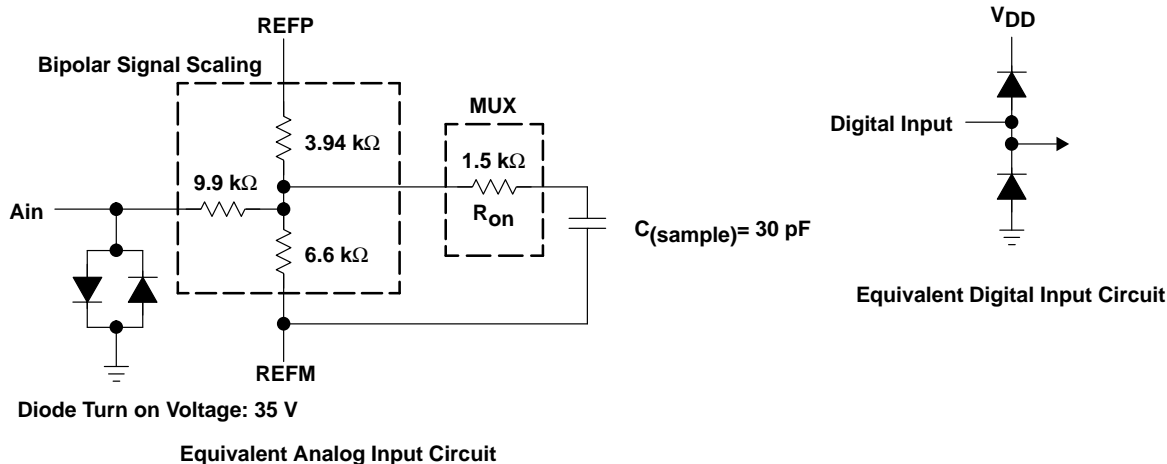 REFP
Bipolar Signal Scaling
MUX
3.94 kΩ
1.5 kΩ
9.9 kΩ
Ain
Ron
C(sample)= 30 pF
6.6 kΩ
REFM
Diode Turn on Voltage: 35 V
Equivalent Analog Input Circuit
VDD
Digital Input
Equivalent Digital Input Circuit